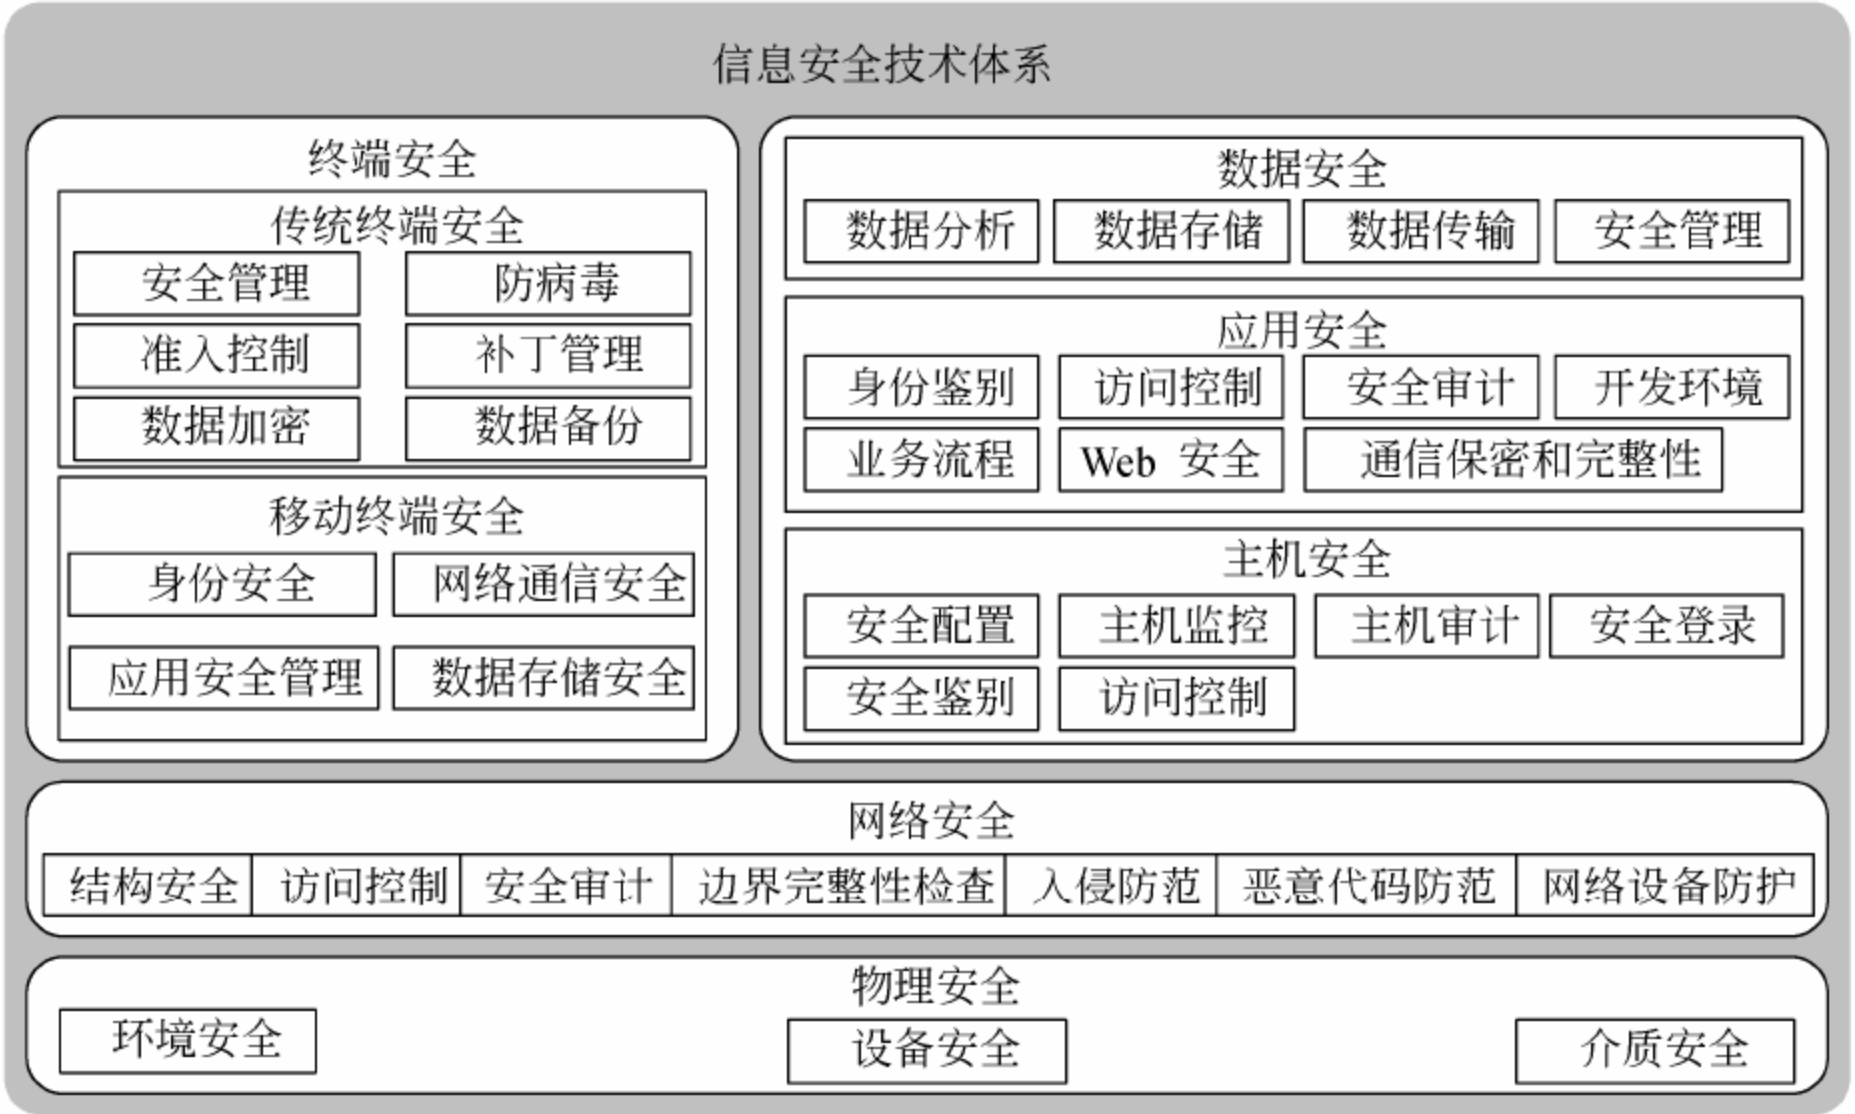 信息安全技术体系
终端安全
传统终端安全
安全管理 防病毒
准入控制 补丁管理
数据加密 数据备份
移动终端安全
身份安全 网络通信安全
应用安全管理 数据存储安全
数据安全
数据分析 数据存储 数据传输 安全管理
应用安全
身份鉴别 访问控制 安全审计 开发环境
业务流程 Web 安全 通信保密和完整性
主机安全
安全配置 主机监控 主机审计 安全登录
安全鉴别 访问控制
网络安全
结构安全 访问控制 安全审计 边界完整性检查 入侵防范 恶意代码防范 网络设备防护
物理安全
环境安全 设备安全 介质安全